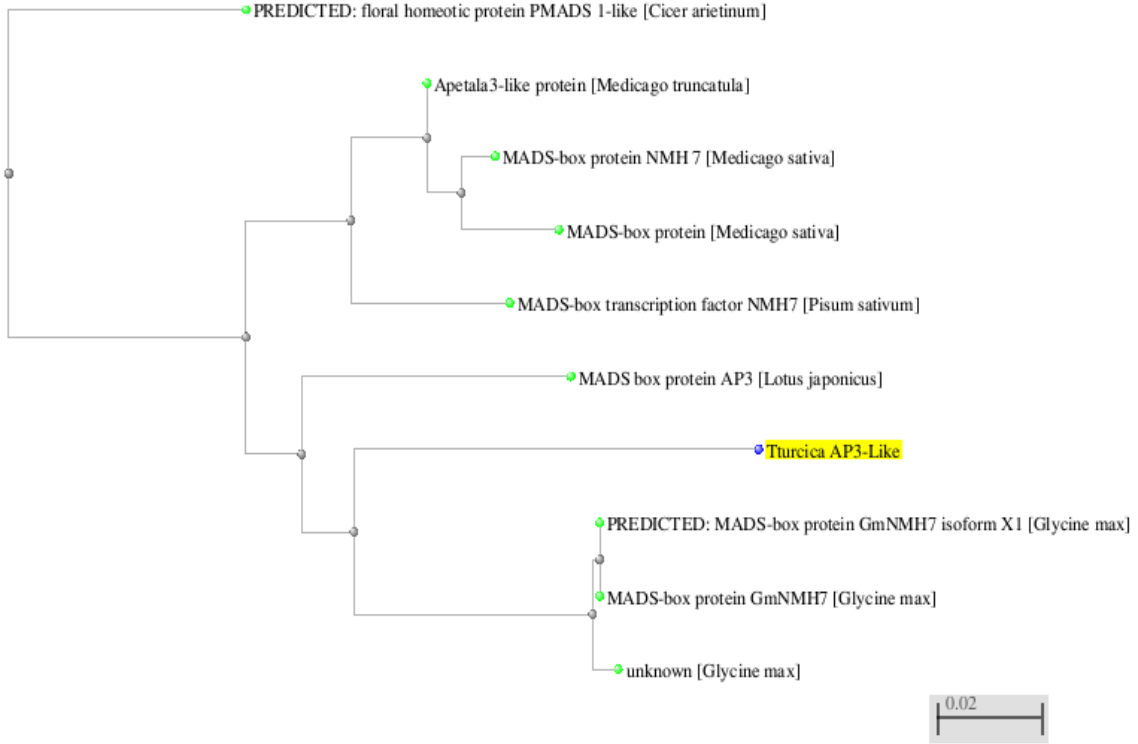 PREDICTED: floral homeotic protein PMADS 1-like [Cicer arietinum]
Apetala3-like protein [Medicago truncatula]
MADS-box protein NMH 7 [Medicago sativa]
MADS-box protein [Medicago sativa]
MADS-box transcription factor NMH7 [Pisum sativum]
MADS box protein AP3 [Lotus japonicus]
Tturcica AP3-Like
PREDICTED: MADS-box protein GmNMH7 isoform X1 [Glycine max]
MADS-box protein GmNMH7 [Glycine max]
unknown [Glycine max]
0.02